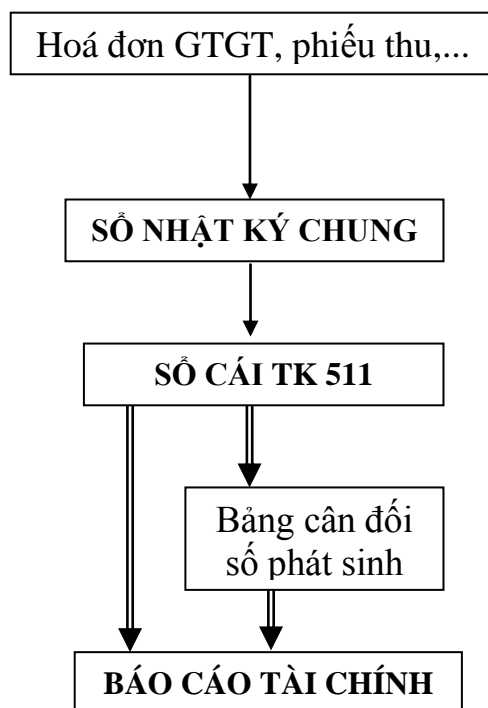 Hoá đơn GTGT, phiếu thu,...
SỔ NHẬT KÝ CHUNG
SỔ CÁI TK 511
Bảng cân đối
số phát sinh
BÁO CÁO TÀI CHÍNH